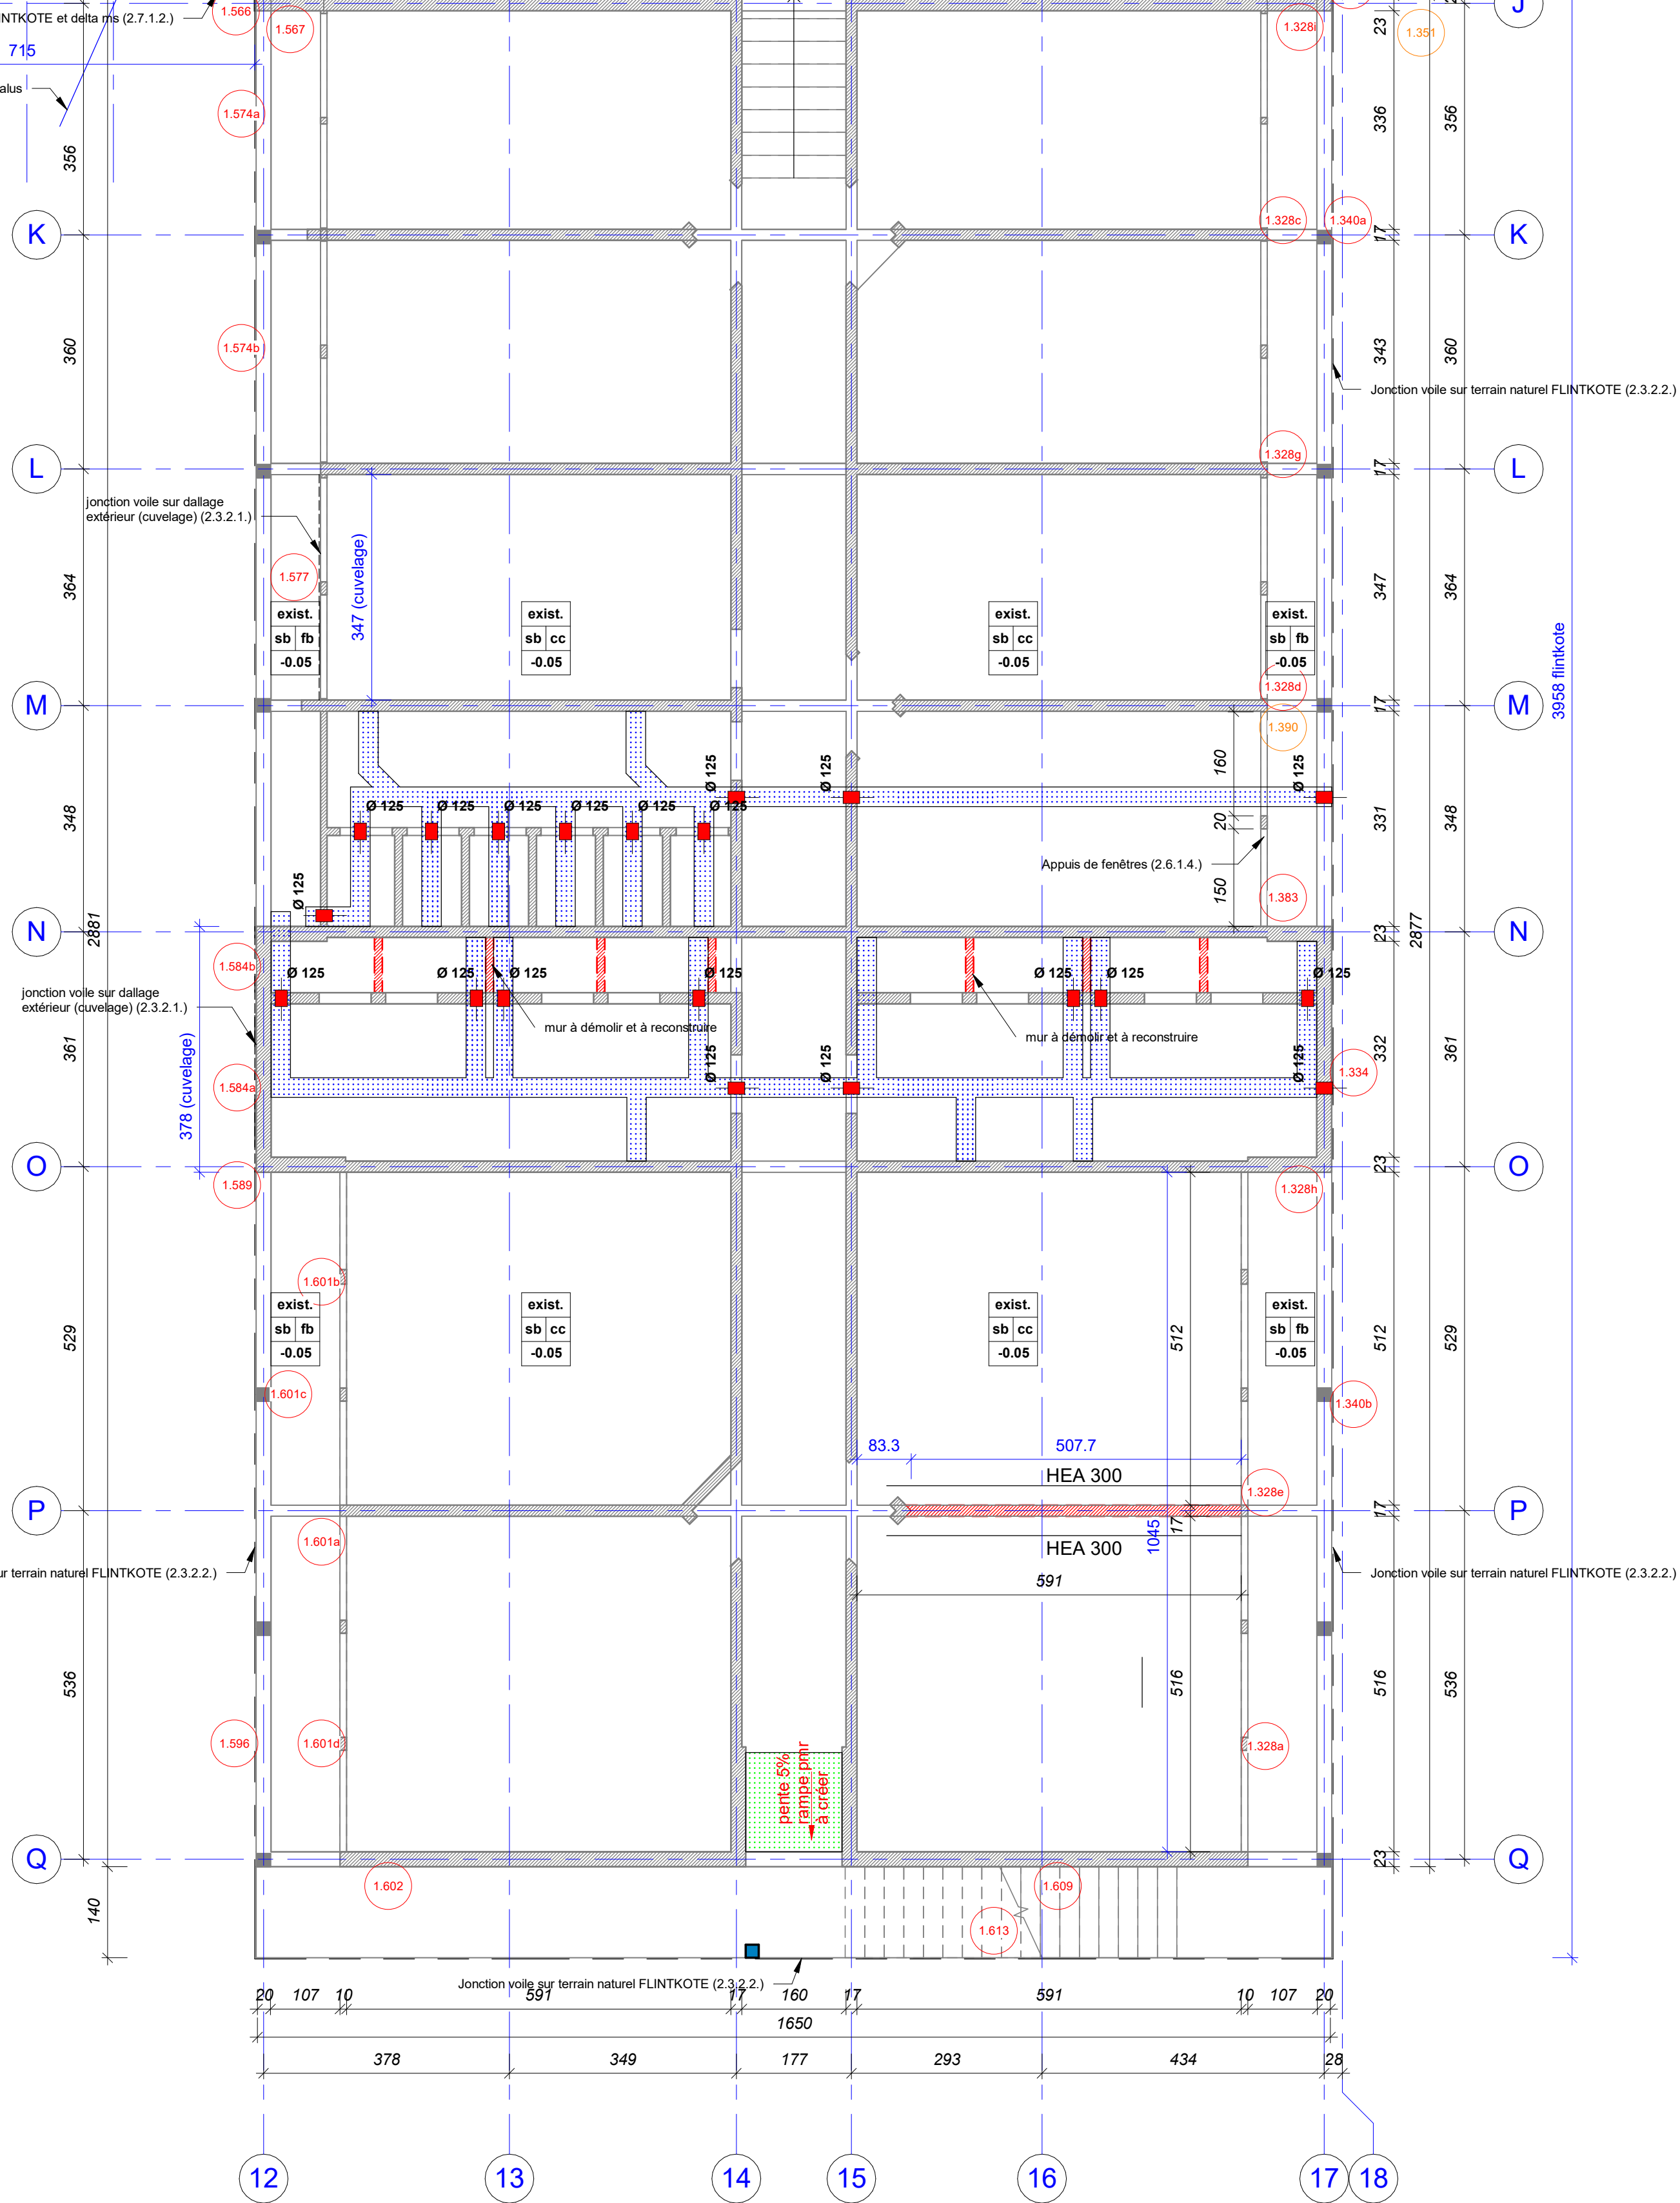 INTKOTE et delta ms (2.7.1.2.)
1.566
1.567
1.328i
23
1.351
J
715
alus
1.574a
356
336
356
K
1.328c
1.340a
17
K
1.574b
360
343
360
Jonction voile sur terrain naturel FLINTKOTE (2.3.2.2.)
L
1.328g
17
L
jonction voile sur dallage
extérieur (cuvelage) (2.3.2.1.)
1.577
364
347 (cuvelage)
347
364
exist.
sb fb
-0.05
exist.
sb cc
-0.05
exist.
sb cc
-0.05
exist.
sb fb
-0.05
3958 flintkote
M
1.328d
17
M
1.390
348
Ø 125
Ø 125
160
Ø 125
Ø 125
Ø 125
Ø 125
Ø 125
Ø 125
Ø 125
20
331
348
Appuis de fenêtres (2.6.1.4.)
Ø 125
150
1.383
N
2881
23
2877
N
1.584b
Ø 125
Ø 125
Ø 125
Ø 125
Ø 125
Ø 125
Ø 125
jonction voile sur dallage
extérieur (cuvelage) (2.3.2.1.)
mur à démolir et à reconstruire
mur à démolir et à reconstruire
361
378 (cuvelage)
Ø 125
Ø 125
Ø 125
332
361
1.584a
1.334
O
23
O
1.589
1.328h
1.601b
529
exist.
sb fb
-0.05
exist.
sb cc
-0.05
exist.
sb cc
-0.05
exist.
sb fb
-0.05
512
512
529
1.601c
1.340b
83.3
507.7
HEA 300
1.328e
P
17
17
P
1.601a
HEA 300
1045
ur terrain naturel FLINTKOTE (2.3.2.2.)
591
Jonction voile sur terrain naturel FLINTKOTE (2.3.2.2.)
536
516
516
536
1.596
1.601d
pente 5%
rampe pmr
à créer
1.328a
Q
23
Q
140
1.602
1.609
1.613
Jonction voile sur terrain naturel FLINTKOTE (2.3.2.2.)
20 107 10 591 17 160 17 591 10 107 20
1650
378 349 177 293 434 28
12 13 14 15 16 17 18